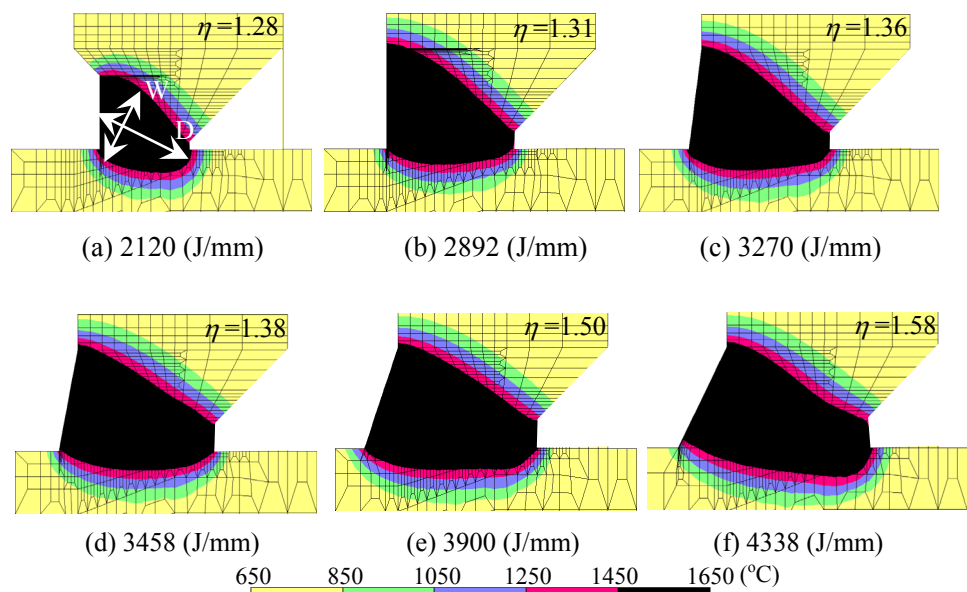 η =1.28 η =1.31 η =1.36
W
D
(a) 2120 (J/mm) (b) 2892 (J/mm) (c) 3270 (J/mm)
η =1.38 η =1.50 η =1.58
(d) 3458 (J/mm) (e) 3900 (J/mm) (f) 4338 (J/mm)
650 850 1050 1250 1450 1650 (°C)